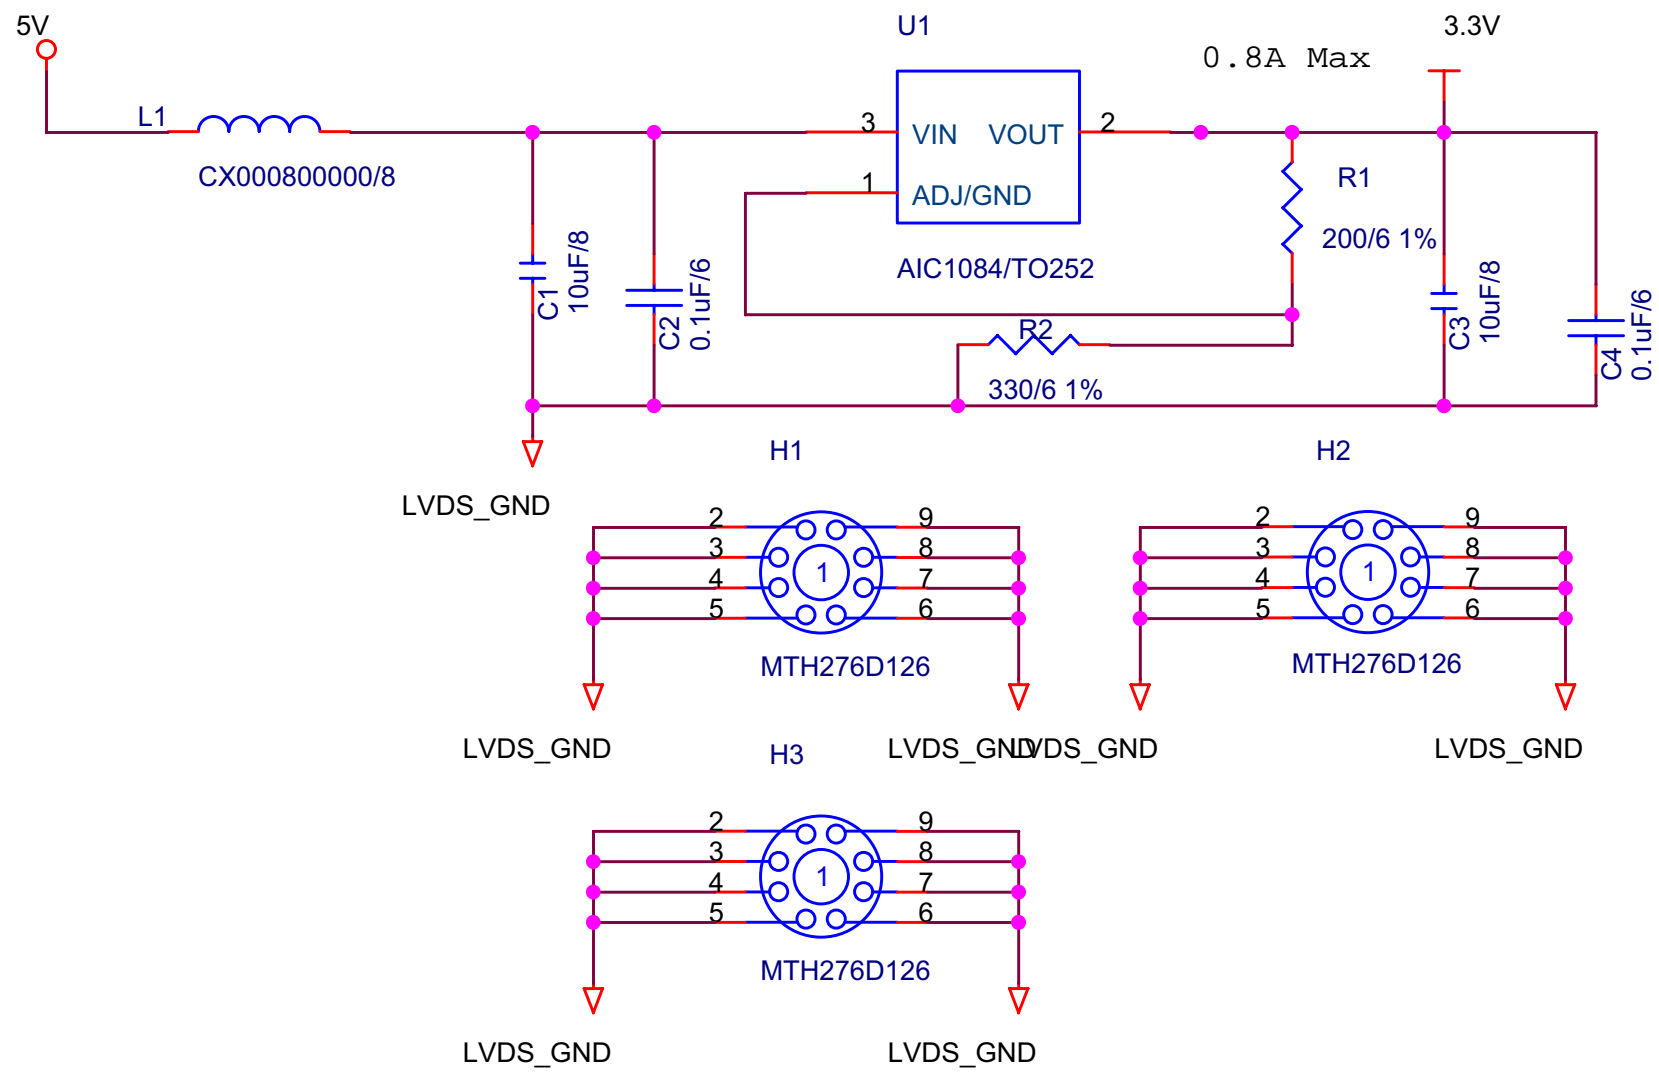 5V
U1
3.3V
0.8A Max
L1
3
VIN
VOUT
2
CX000800000/8
1
ADJ/GND
R1
200/6 1%
AIC1084/TO252
C1
10uF/8
C2
0.1uF/6
R2
330/6 1%
C3
10uF/8
C4
0.1uF/6
LVDS_GND
H1
H2
2
3
4
5
1
9
8
7
6
MTH276D126
2
3
4
5
1
9
8
7
6
MTH276D126
LVDS_GND
LVDS_GND
LVDS_GND
LVDS_GND
H3
2
3
4
5
1
9
8
7
6
MTH276D126
LVDS_GND
LVDS_GND